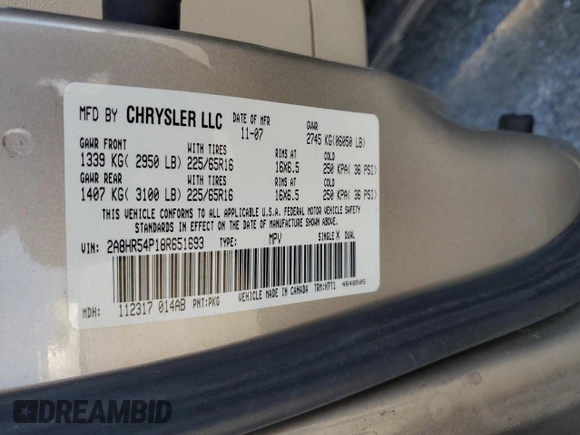 MFD BY CHRYSLER LLC DATE OF MFR 11-07 GVWR 2745 KG(06050 LB)
GAWR FRONT WITH TIRES RIMS AT COLD
1339 KG( 2950 LB) 225/65R16 16X6.5 250 KPA( 36 PSI)
GAWR REAR WITH TIRES RIMS AT COLD
1407 KG( 3100 LB) 225/65R16 16X6.5 250 KPA( 36 PSI)
THIS VEHICLE CONFORMS TO ALL APPLICABLE U.S.A. FEDERAL MOTOR VEHICLE SAFETY
STANDARDS IN EFFECT ON THE DATE OF MANUFACTURE SHOWN ABOVE.
VIN: 2A8HR54P18R651693 TYPE: MPV SINGLE X DUAL
VEHICLE MADE IN CANADA TRM:H7T1 4648505
MDH: 112317 014AB PNT:PKG
DREAMBID